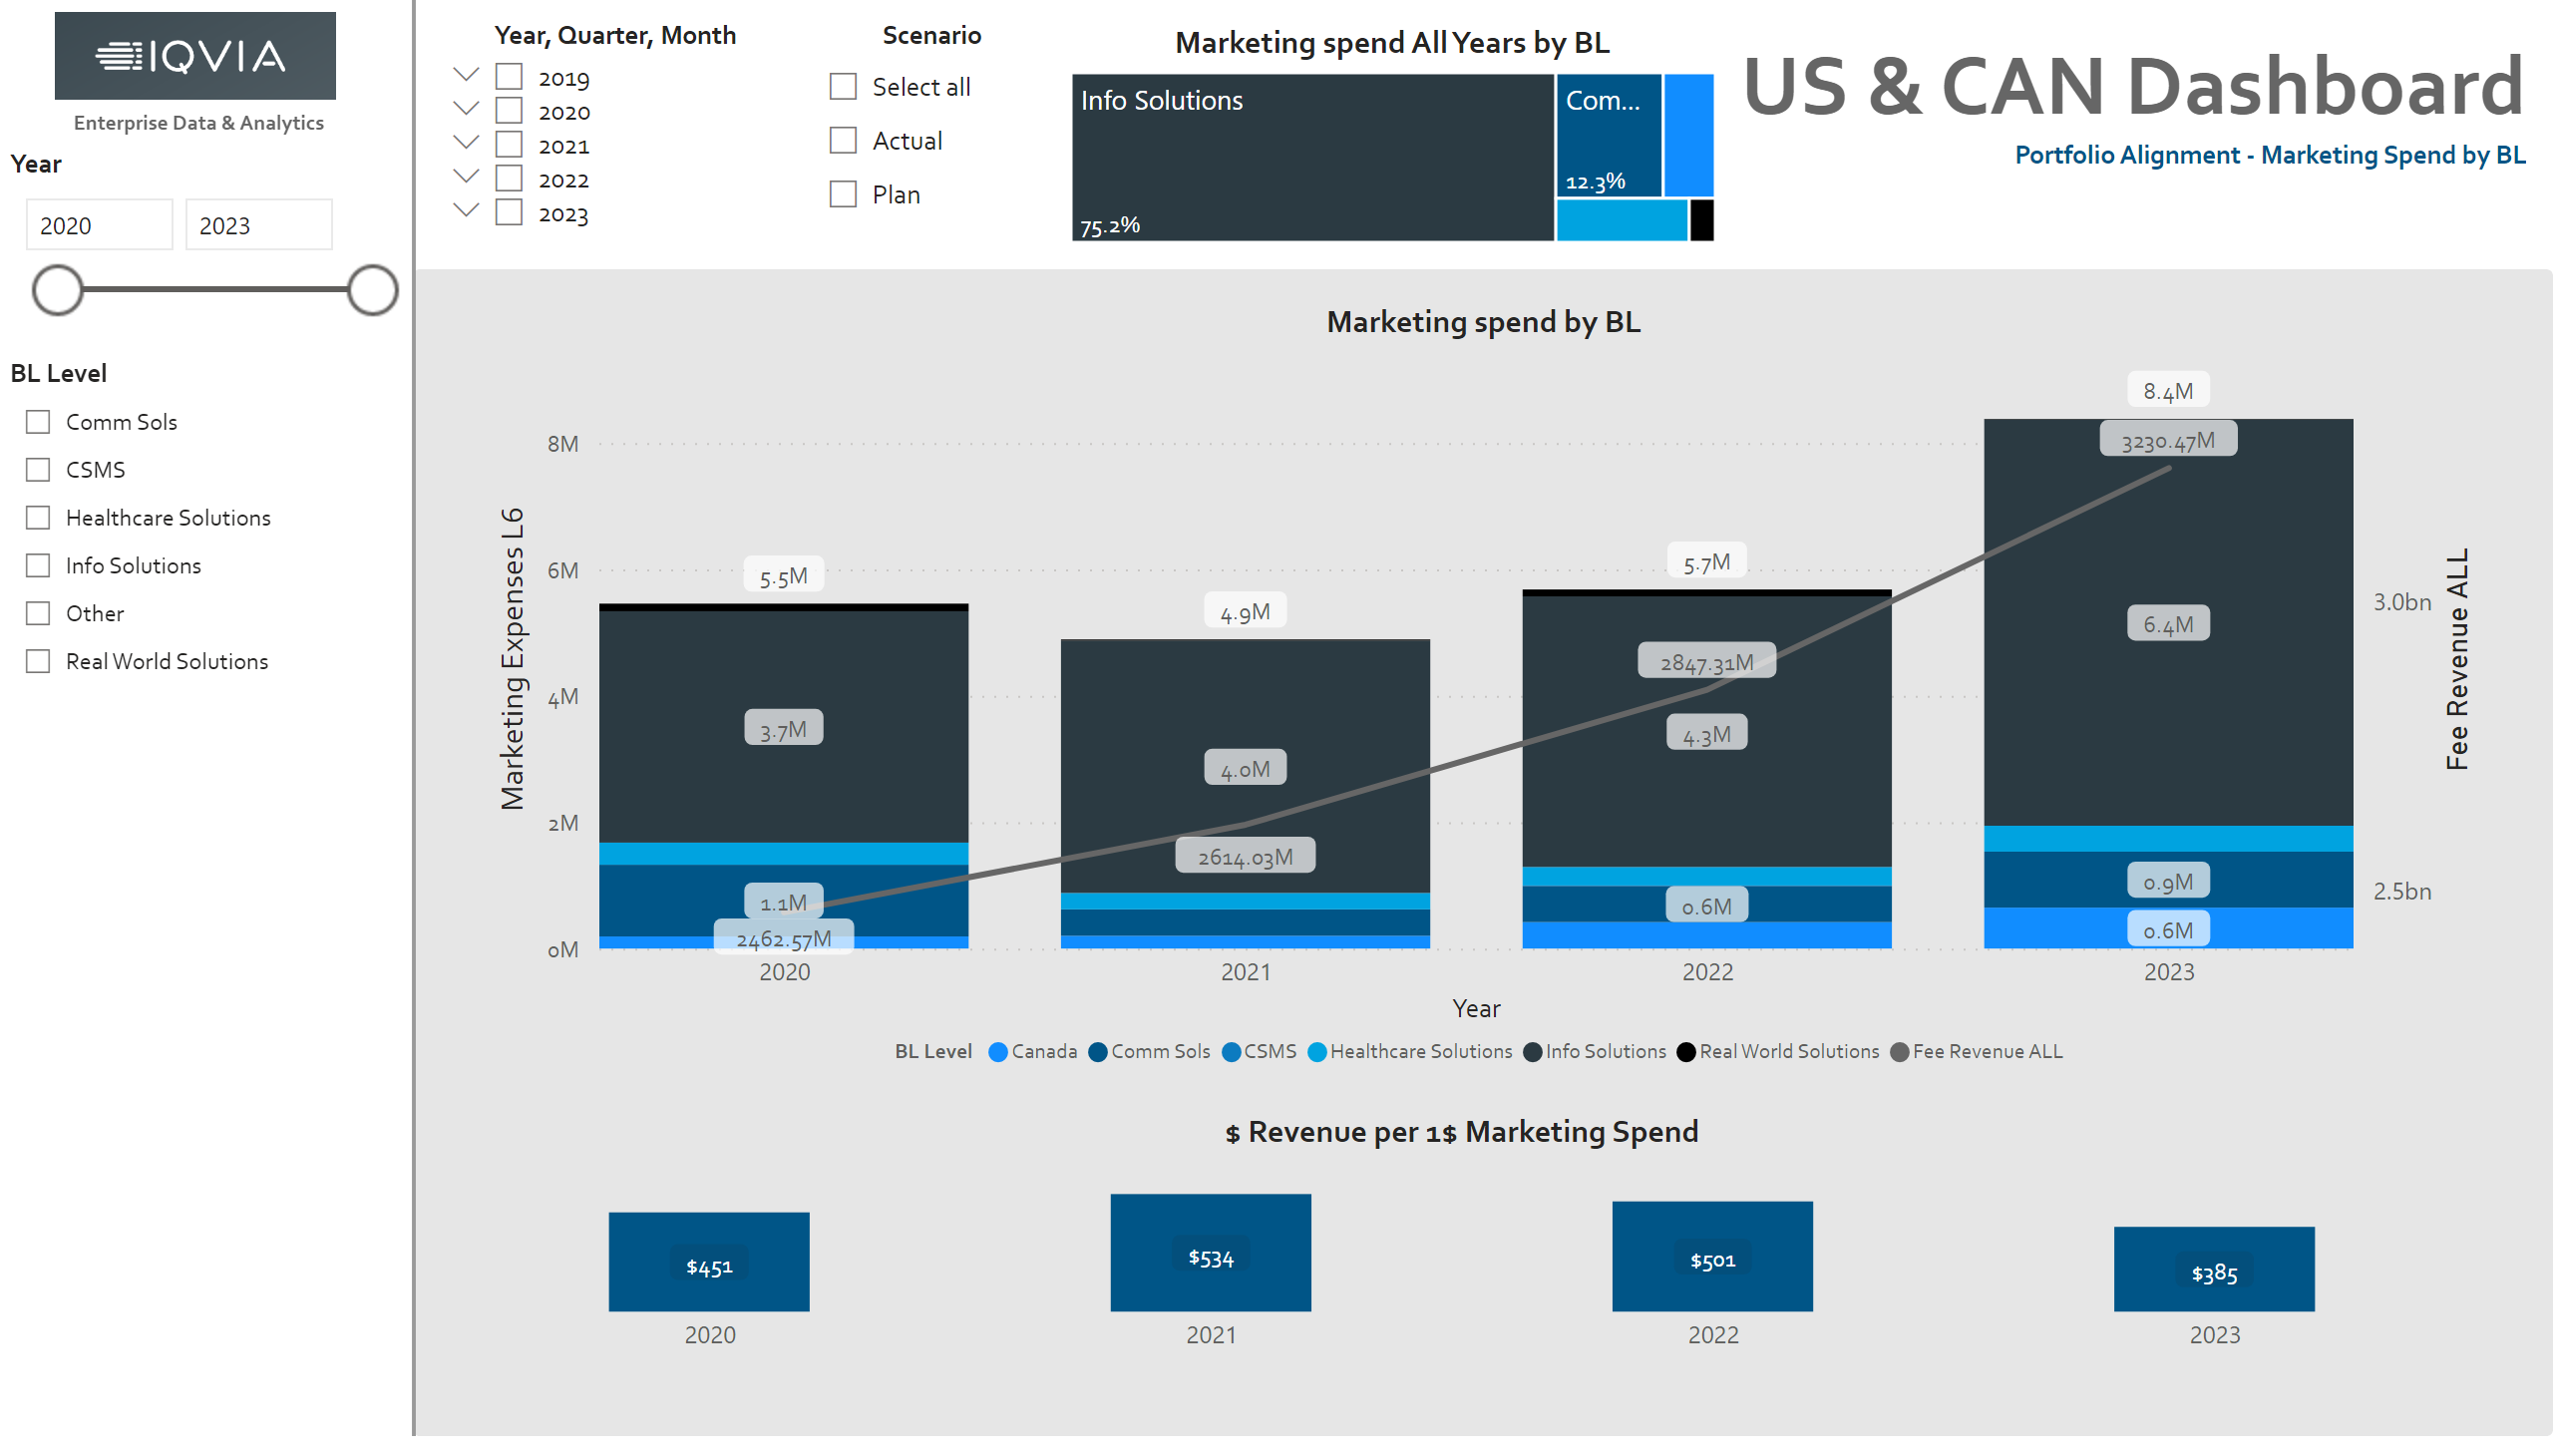 IQVIA
Enterprise Data & Analytics
Year
2020
2023
BL Level
Comm Sols
CSMS
Healthcare Solutions
Info Solutions
Other
Real World Solutions
Year, Quarter, Month
2019
2020
2021
2022
2023
Scenario
Select all
Actual
Plan
Marketing spend All Years by BL
Info Solutions
75.2%
Com...
12.3%
US & CAN Dashboard
Portfolio Alignment - Marketing Spend by BL
Marketing spend by BL
Marketing Expenses L6
8M
6M
4M
2M
0M
5.5M
3.7M
1.1M
2462.57M
4.9M
4.0M
2614.03M
5.7M
2847.31M
4.3M
0.6M
8.4M
3230.47M
6.4M
0.9M
0.6M
3.0bn
2.5bn
Fee Revenue ALL
2020
2021
2022
2023
Year
BL Level Canada Comm Sols CSMS Healthcare Solutions Info Solutions Real World Solutions Fee Revenue ALL
$ Revenue per 1$ Marketing Spend
$451
$534
$501
$385
2020
2021
2022
2023